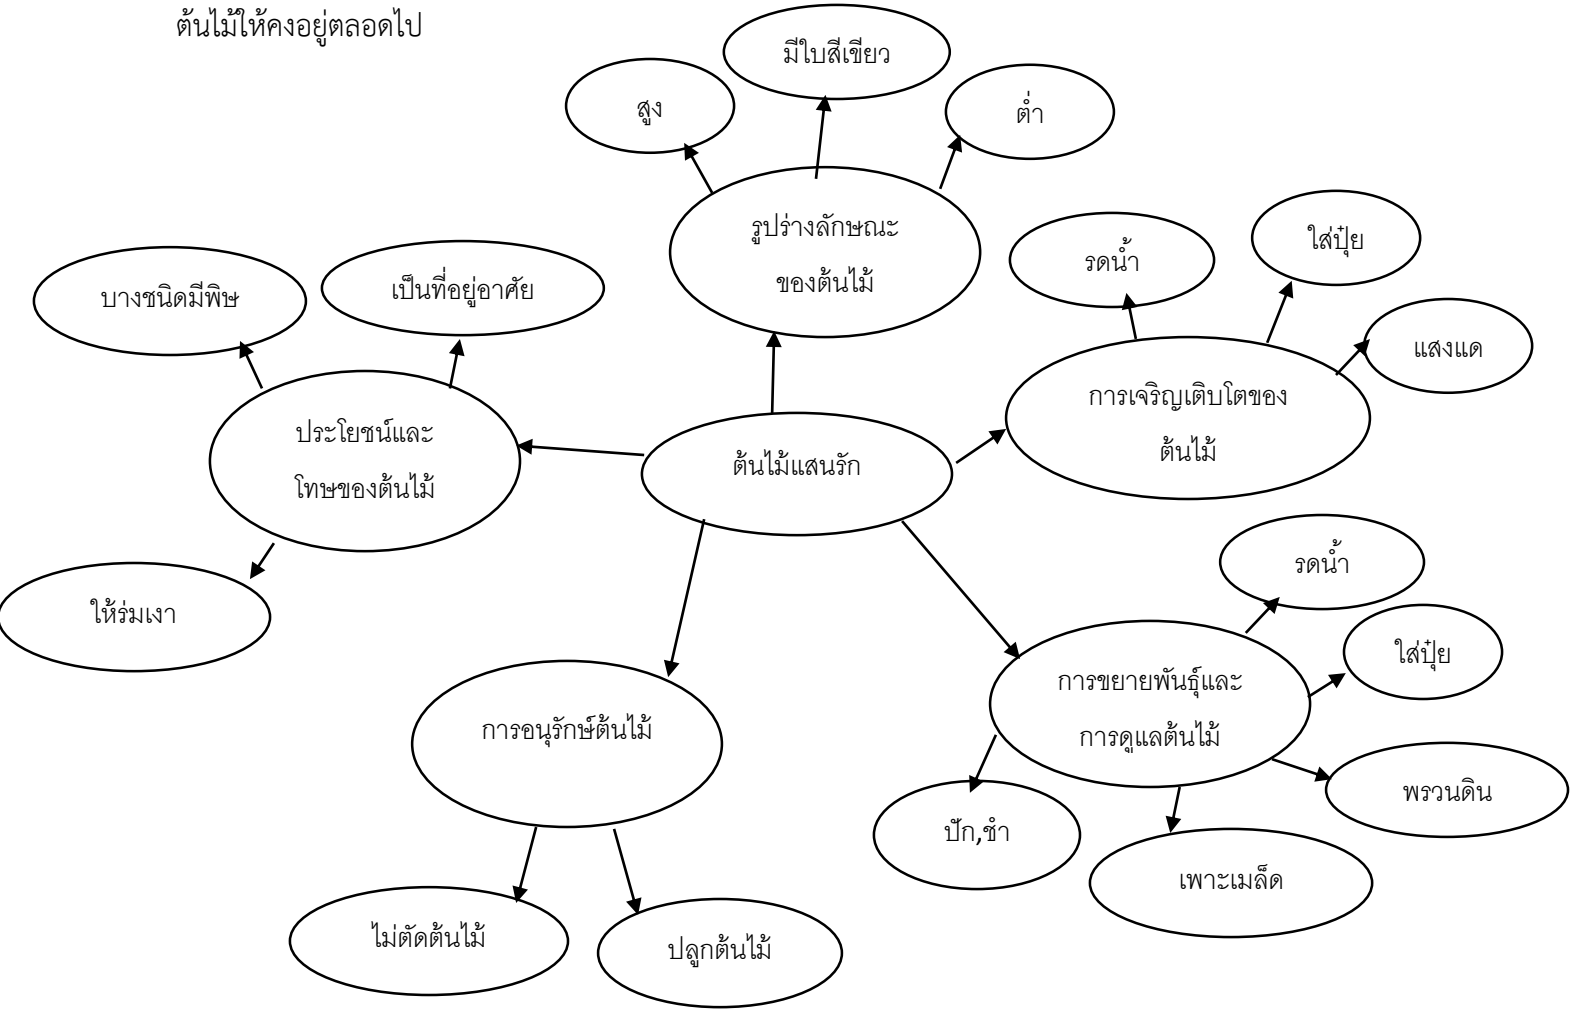 ต้นไม้ให้คงอยู่ตลอดไป
มีใบสีเขียว
สูง
ต่ำ
รูปร่างลักษณะ
ของต้นไม้
รดน้ำ
ใส่ปุ๋ย
แสงแด
บางชนิดมีพิษ
เป็นที่อยู่อาศัย
การเจริญเติบโตของ
ต้นไม้
ประโยชน์และ
โทษของต้นไม้
ต้นไม้แสนรัก
ให้ร่มเงา
รดน้ำ
ใส่ปุ๋ย
การขยายพันธุ์และ
การดูแลต้นไม้
การอนุรักษ์ต้นไม้
พรวนดิน
ปัก,ชำ
เพาะเมล็ด
ไม่ตัดต้นไม้
ปลูกต้นไม้